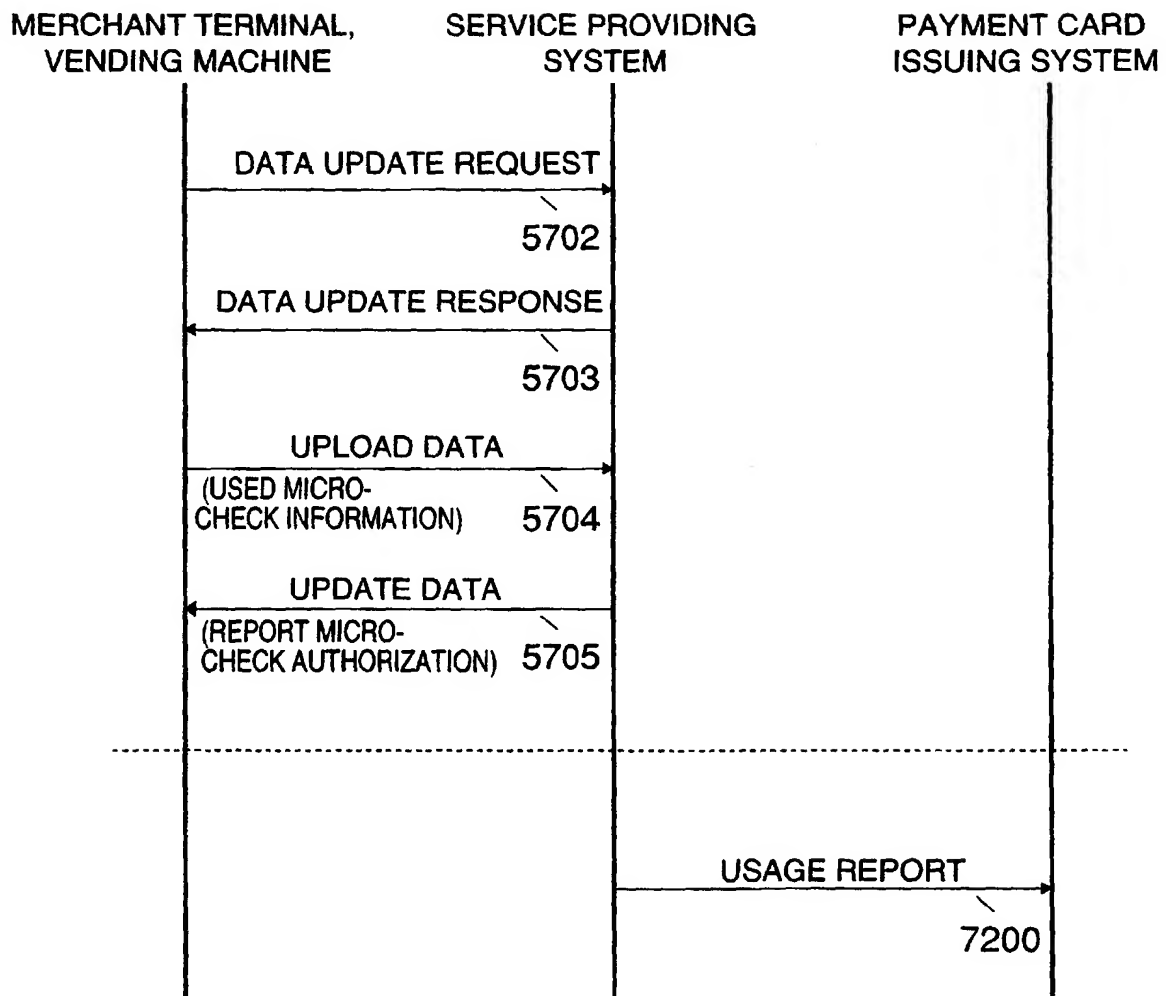 MERCHANT TERMINAL,
VENDING MACHINE
SERVICE PROVIDING
SYSTEM
PAYMENT CARD
ISSUING SYSTEM
DATA UPDATE REQUEST
5702
DATA UPDATE RESPONSE
5703
UPLOAD DATA
(USED MICRO-
CHECK INFORMATION)
5704
UPDATE DATA
(REPORT MICRO-
CHECK AUTHORIZATION)
5705
USAGE REPORT
7200